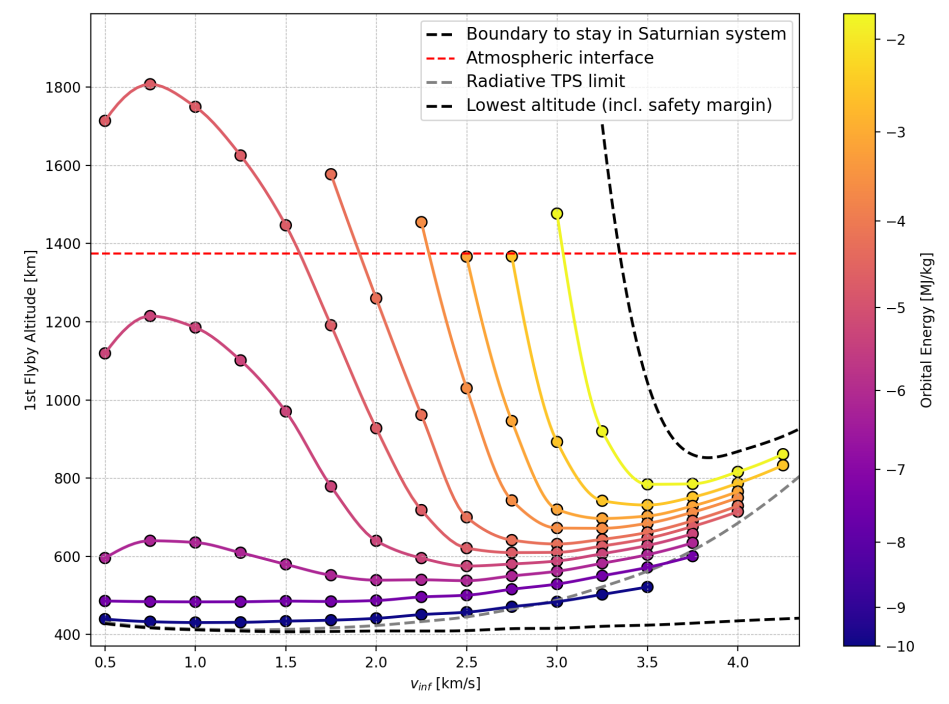 Boundary to stay in Saturnian system
Atmospheric interface
Radiative TPS limit
Lowest altitude (incl. safety margin)
1st Flyby Altitude [km]
1800
1600
1400
1200
1000
800
600
400
0.5 1.0 1.5 2.0 2.5 3.0 3.5 4.0
v_inf [km/s]
−2
−3
−4
−5
−6
−7
−8
−9
−10
Orbital Energy [MJ/kg]